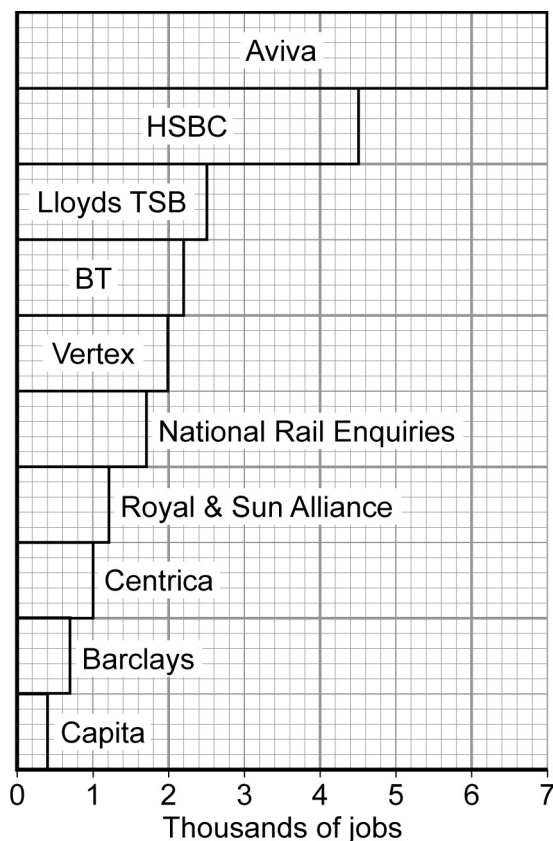 Aviva
HSBC
Lloyds TSB
BT
Vertex
National Rail Enquiries
Royal & Sun Alliance
Centrica
Barclays
Capita
0 1 2 3 4 5 6 7
Thousands of jobs